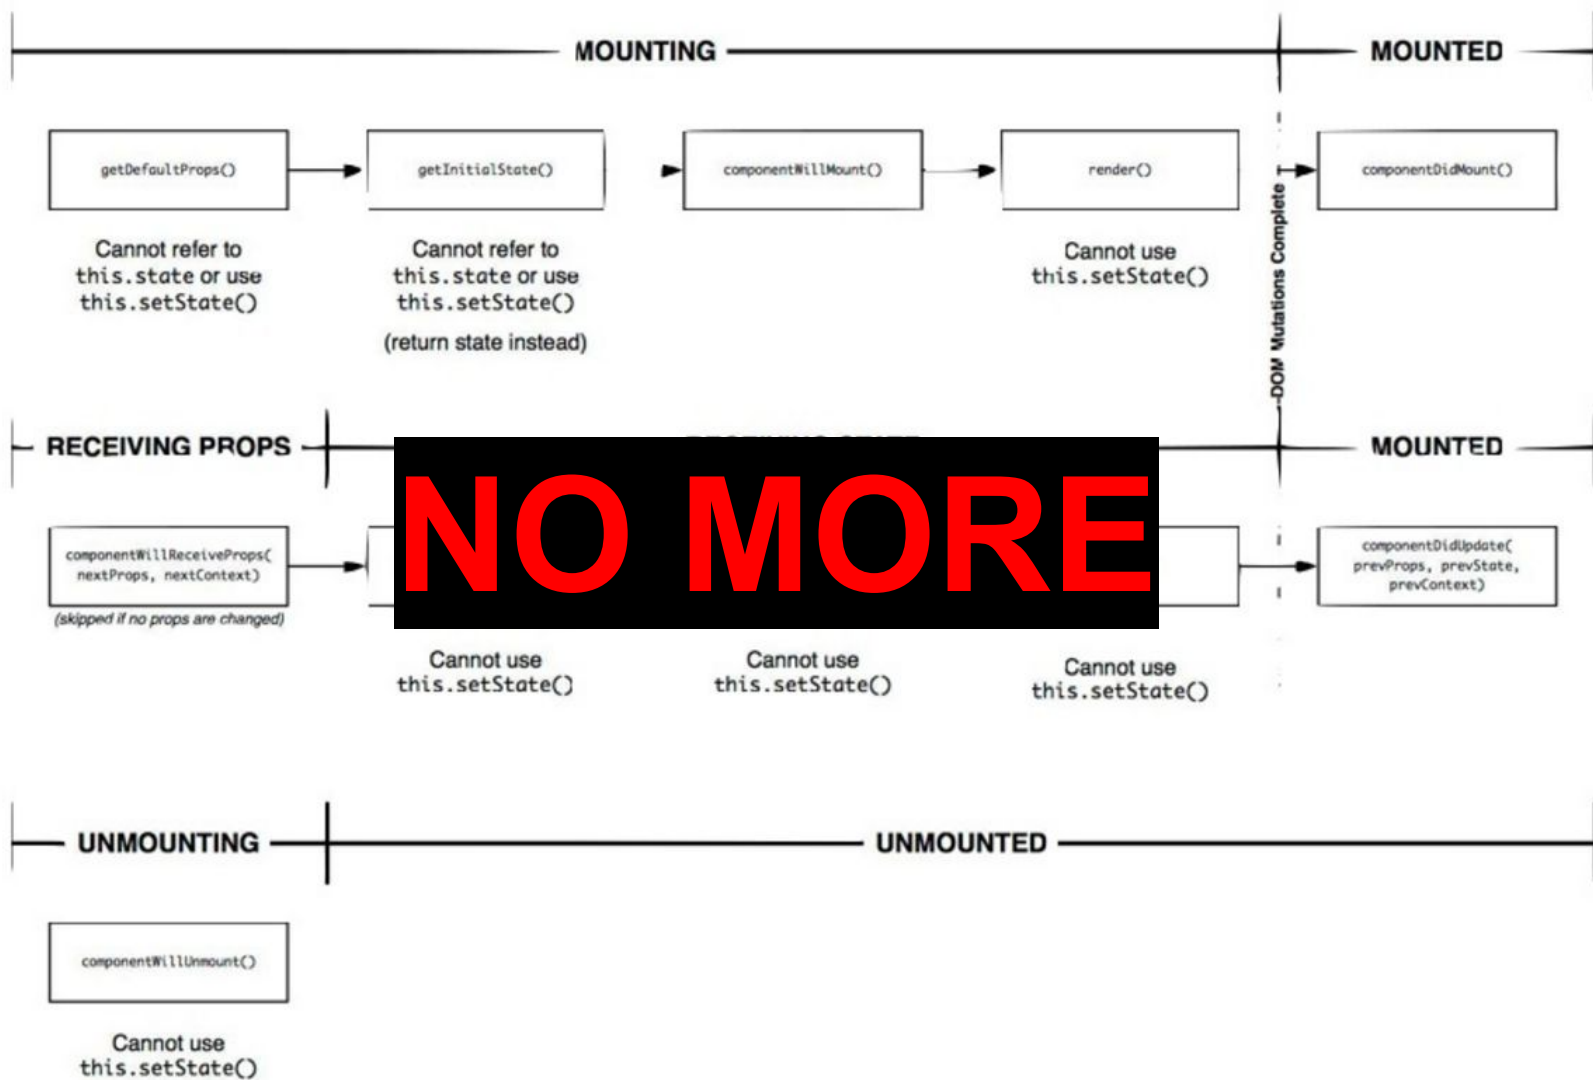 MOUNTING
MOUNTED
getDefaultProps()
getInitialState()
componentWillMount()
render()
componentDidMount()
Cannot refer to
this.state or use
this.setState()
Cannot refer to
this.state or use
this.setState()
(return state instead)
Cannot use
this.setState()
DOM Mutations Complete
RECEIVING PROPS
MOUNTED
NO MORE
componentWillReceiveProps(
nextProps, nextContext)
(skipped if no props are changed)
componentDidUpdate(
prevProps, prevState,
prevContext)
Cannot use
this.setState()
Cannot use
this.setState()
Cannot use
this.setState()
UNMOUNTING
UNMOUNTED
componentWillUnmount()
Cannot use
this.setState()